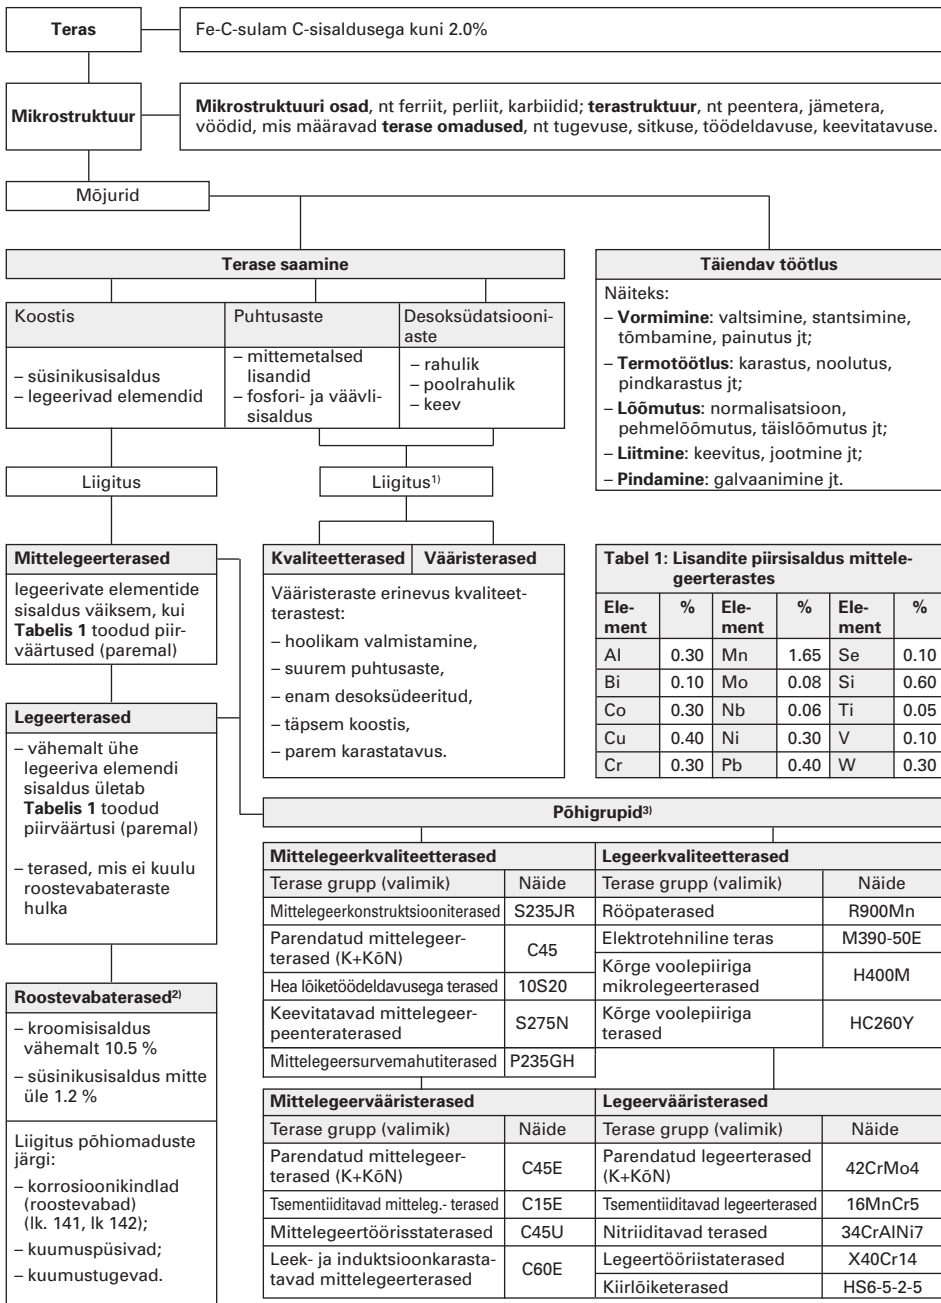 Teras
Fe-C-sulam C-sisaldusega kuni 2.0%
Mikrostruktuur
Mikrostruktuuri osad, nt ferriit, perliit, karbiidid; terastruktuur, nt peentera, jämetera,
vöödid, mis määravad terase omadused, nt tugevuse, sitkuse, töödeldavuse, keevitatavuse.
Mõjurid
Terase saamine
Koostis
– süsinikusisaldus
– legeerivad elemendid
Puhtusaste
– mittemetalsed
lisandid
– fosfori- ja väävli-
sisaldus
Desoksüdatsiooni-
aste
– rahulik
– poolrahulik
– keev
Täiendav töötlus
Näiteks:
– Vormimine: valtsimine, stantsimine,
tõmbamine, painutus jt;
– Termotöötlus: karastus, noolutus,
pindkarastus jt;
– Lõõmutus: normalisatsioon,
pehmelõõmutus, täislõõmutus jt;
– Liitmine: keevitus, jootmine jt;
– Pindamine: galvaanimine jt.
Liigitus
Liigitus1)
Mittelegeerterased
legeerivate elementide
sisaldus väiksem, kui
Tabelis 1 toodud piir-
väärtused (paremal)
Legeerterased
– vähemalt ühe
legeeriva elemendi
sisaldus ületab
Tabelis 1 toodud
piirväärtusi (paremal)
– terased, mis ei kuulu
roostevabateraste
hulka
Roostevabaterased2)
– kroomisisaldus
vähemalt 10.5 %
– süsinikusisaldus mitte
üle 1.2 %
Liigitus põhiomaduste
järgi:
– korrosioonikindlad
(roostevabad)
(lk. 141, lk 142);
– kuumuspüsivad;
– kuumustugevad.
Kvaliteetterased Vääristerased
Vääristeraste erinevus kvaliteet-
terastest:
– hoolikam valmistamine,
– suurem puhtusaste,
– enam desoksüdeeritud,
– täpsem koostis,
– parem karastatavus.
Tabel 1: Lisandite piirsisaldus mittele-
geerterastes
Ele- % Ele- % Ele- %
ment ment ment
Al 0.30 Mn 1.65 Se 0.10
Bi 0.10 Mo 0.08 Si 0.60
Co 0.30 Nb 0.06 Ti 0.05
Cu 0.40 Ni 0.30 V 0.10
Cr 0.30 Pb 0.40 W 0.30
Põhigrupid3)
Mittelegeerkvaliteetterased
Terase grupp (valimik) Näide
Mittelegeerkonstruktsiooniterased S235JR
Parendatud mittelegeer-
terased (K+KõN) C45
Hea lõiketöödeldavusega terased 10S20
Keevitatavad mittelegeer-
peenteraterased S275N
Mittelegeersurvemahutiterased P235GH
Legeerkvaliteetterased
Terase grupp (valimik) Näide
Rööpaterased R900Mn
Elektrotehniline teras M390-50E
Kõrge voolepiiriga
mikrolegeerterased H400M
Kõrge voolepiiriga
terased HC260Y
Mittelegeervääristerased
Terase grupp (valimik) Näide
Parendatud mittelegeer-
terased (K+KõN) C45E
Tsementiiditavad mitteleg.- terased C15E
Mittelegeertöörisstaterased C45U
Leek- ja induktsioonkarasta-
tavad mittelegeerterased C60E
Legeervääristerased
Terase grupp (valimik) Näide
Parendatud legeerterased
(K+KõN) 42CrMo4
Tsementiiditavad legeerterased 16MnCr5
Nitriiditavad terased 34CrAlNi7
Legeertööriistaterased X40Cr14
Kiirlõiketerased HS6-5-2-5